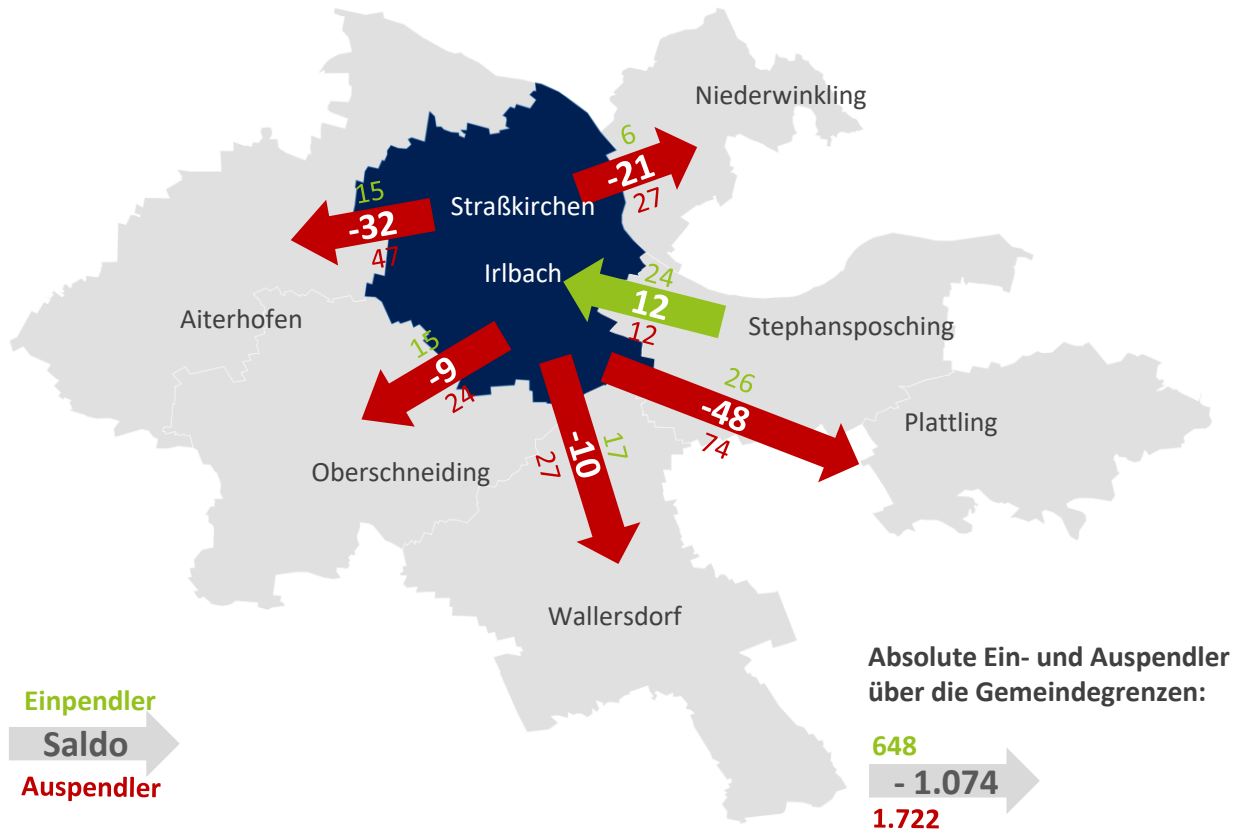 Niederwinkling
6
-21
27
15
-32
47
Straßkirchen
Irlbach
24
12
12
Aiterhofen
Stephansposching
15
-9
24
26
-48
74
Plattling
17
-10
27
Oberschneiding
Wallersdorf
Einpendler
Saldo
Auspendler
Absolute Ein- und Auspendler
über die Gemeindegrenzen:
648
- 1.074
1.722